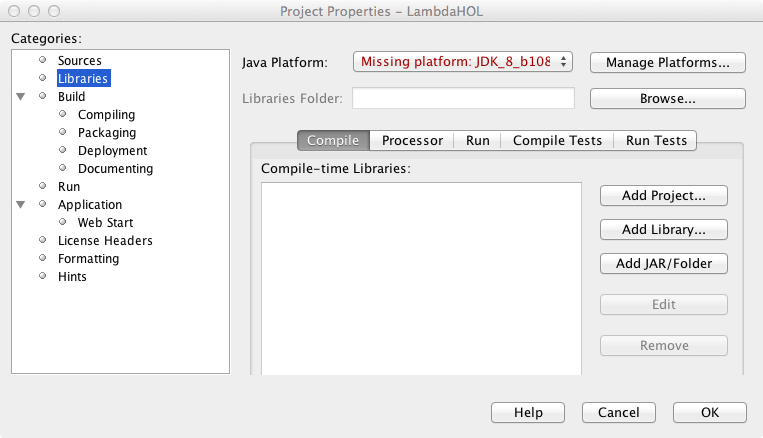 Project Properties – LambdaHOL
Categories:
Sources
Libraries
Build
Compiling
Packaging
Deployment
Documenting
Run
Application
Web Start
License Headers
Formatting
Hints
Java Platform: Missing platform: JDK_8_b108 Manage Platforms...
Libraries Folder: Browse...
Compile Processor Run Compile Tests Run Tests
Compile-time Libraries:
Add Project...
Add Library...
Add JAR/Folder
Edit
Remove
Help Cancel OK